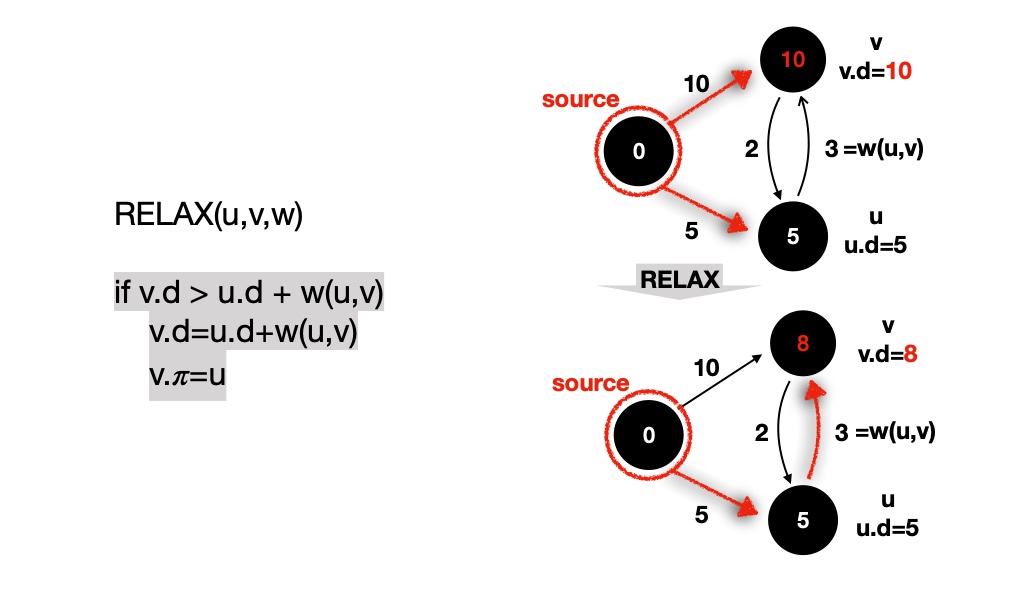 RELAX(u,v,w)
if v.d > u.d + w(u,v)
v.d=u.d+w(u,v)
v.π=u
source
0
10
10
v
v.d=10
2
3 =w(u,v)
5
5
u
u.d=5
RELAX
source
0
10
8
v
v.d=8
2
3 =w(u,v)
5
5
u
u.d=5